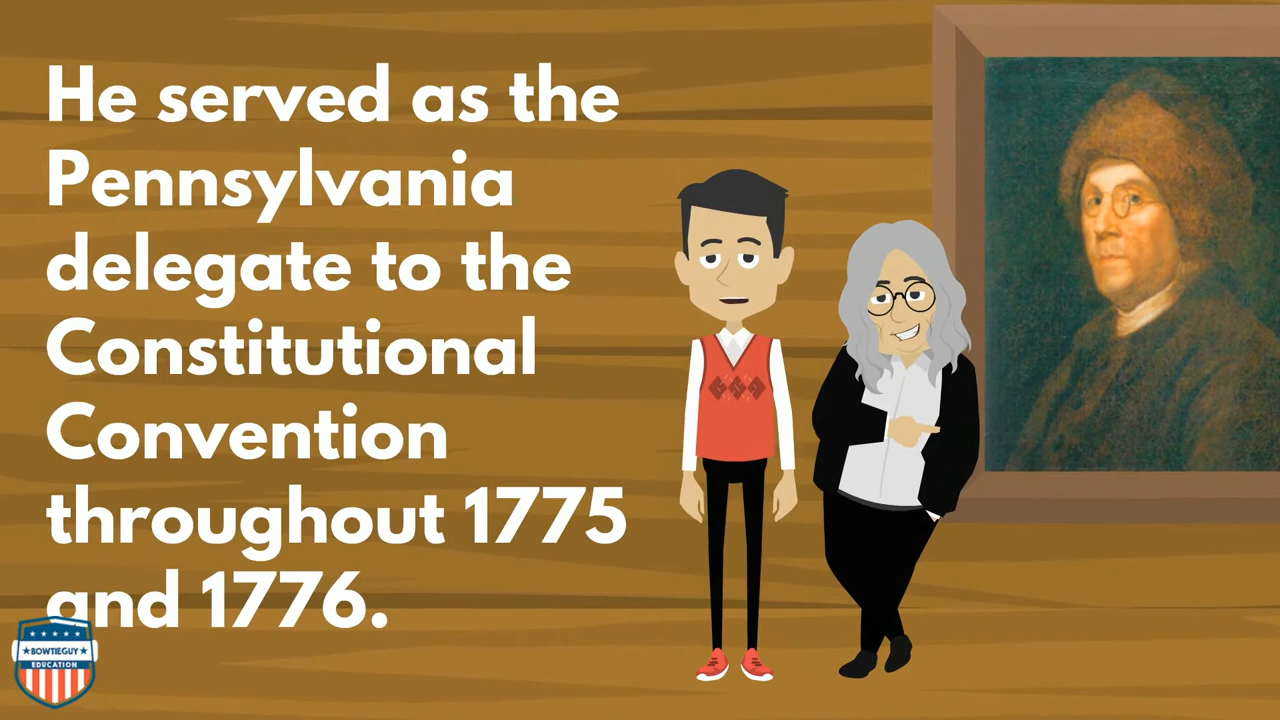 He served as the
Pennsylvania
delegate to the
Constitutional
Convention
throughout 1775
and 1776.
BOWTIEGUY
EDUCATION